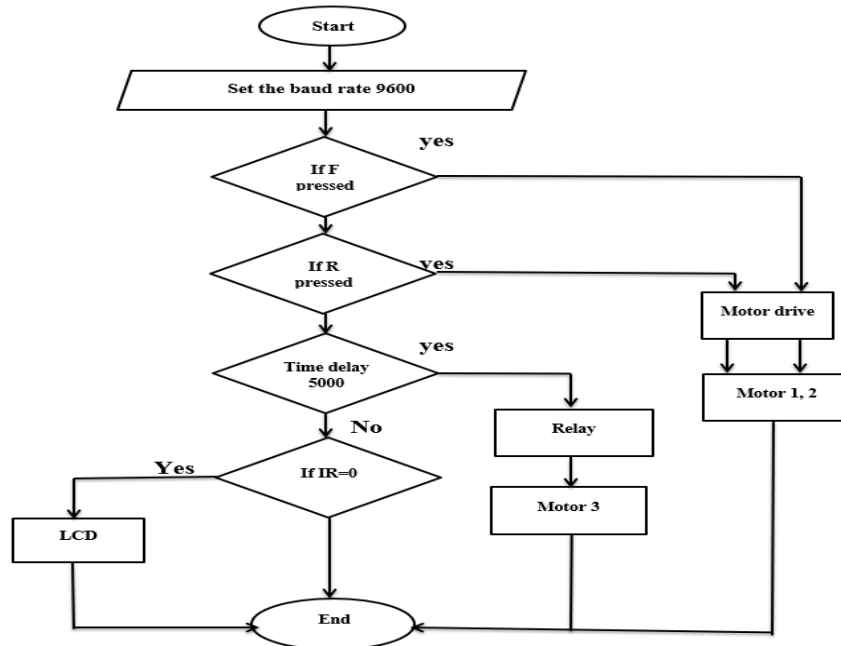 Start
Set the baud rate 9600
yes
If F
pressed
If R
pressed
yes
Motor drive
Time delay
5000
yes
Motor 1, 2
Relay
No
Yes
If IR=0
Motor 3
LCD
End